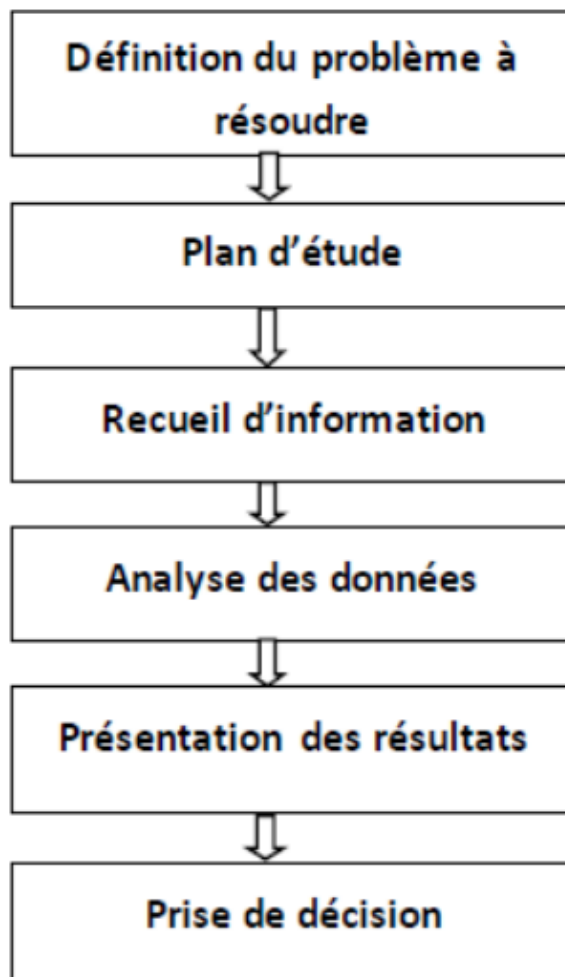 Définition du problème à
résoudre
Plan d’étude
Recueil d’information
Analyse des données
Présentation des résultats
Prise de décision